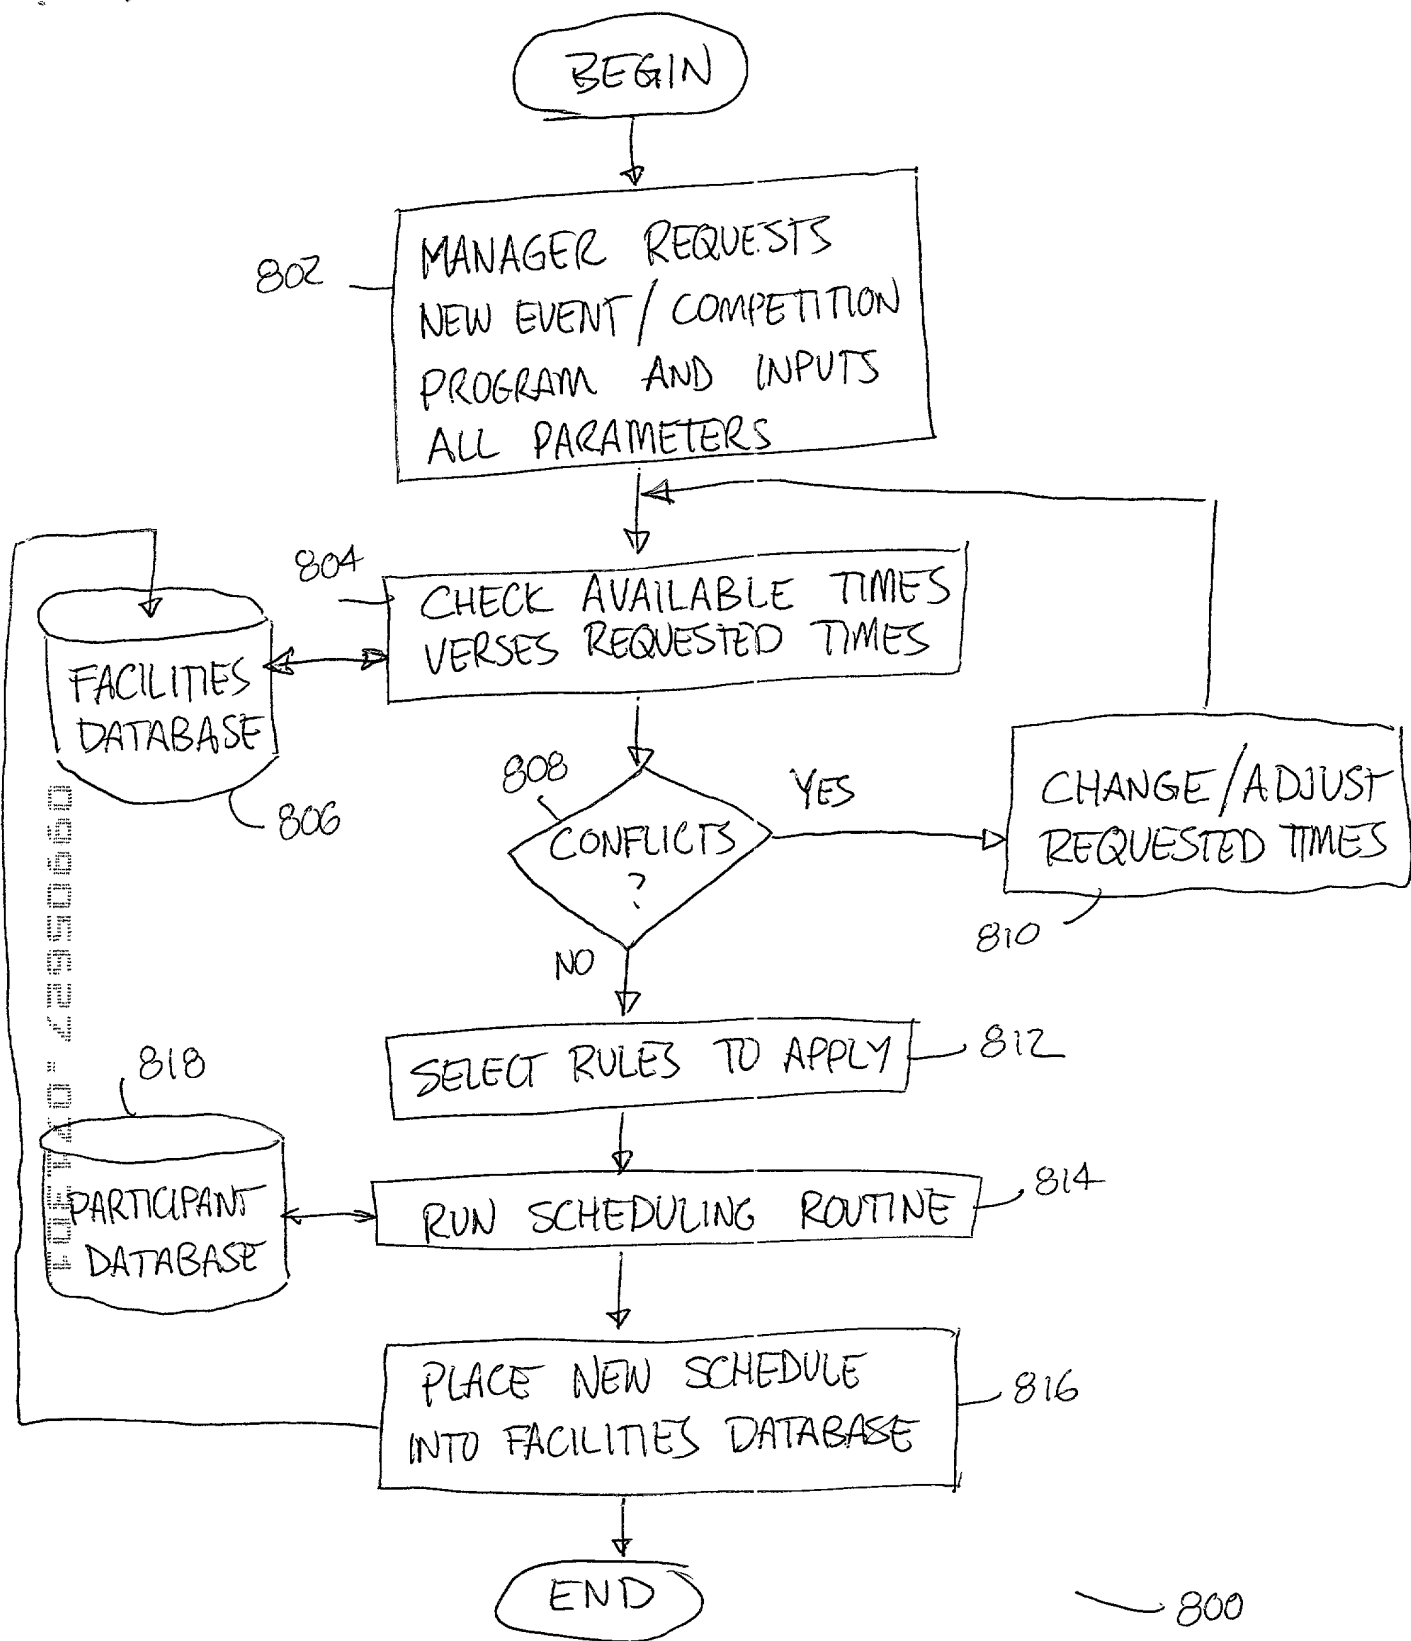 BEGIN
802
MANAGER REQUESTS
NEW EVENT/COMPETITION
PROGRAM AND INPUTS
ALL PARAMETERS
804
CHECK AVAILABLE TIMES
VERSES REQUESTED TIMES
FACILITIES
DATABASE
806
808
CONFLICTS
?
YES
CHANGE/ADJUST
REQUESTED TIMES
810
NO
SELECT RULES TO APPLY
812
818
PARTICIPANT
DATABASE
RUN SCHEDULING ROUTINE
814
PLACE NEW SCHEDULE
INTO FACILITIES DATABASE
816
END
800